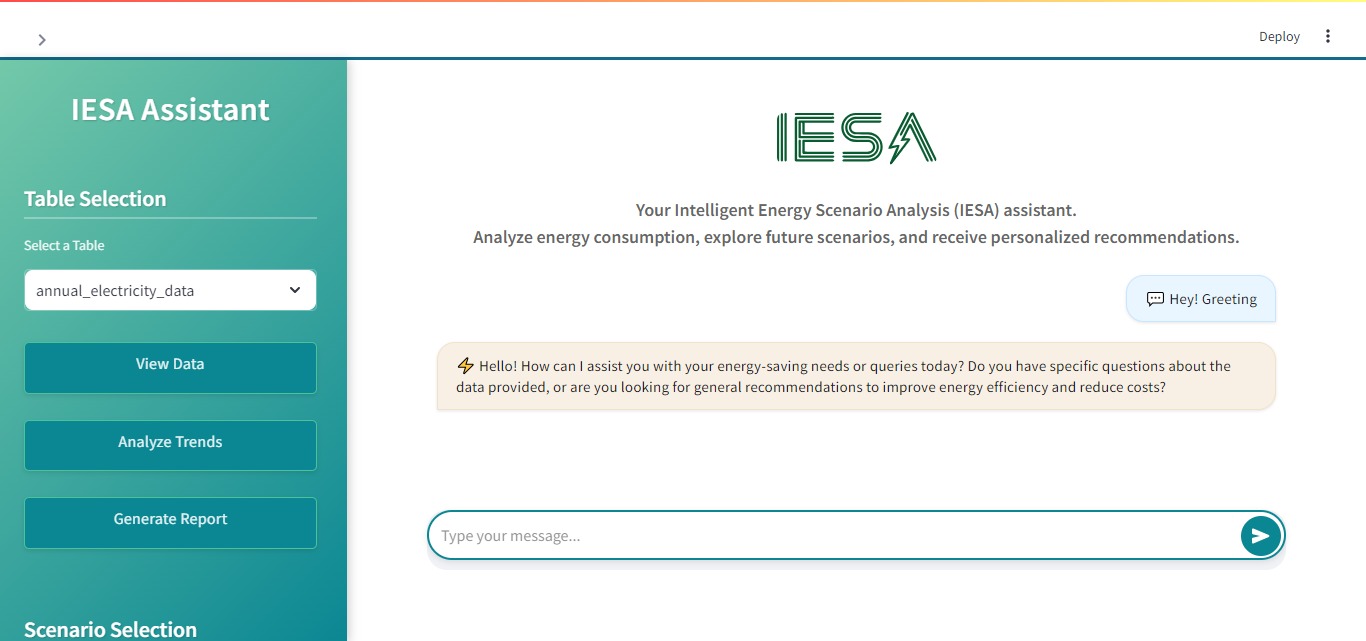 Deploy
IESA Assistant
Table Selection
Select a Table
annual_electricity_data
View Data
Analyze Trends
Generate Report
Scenario Selection
IESA
Your Intelligent Energy Scenario Analysis (IESA) assistant.
Analyze energy consumption, explore future scenarios, and receive personalized recommendations.
Hey! Greeting
Hello! How can I assist you with your energy-saving needs or queries today? Do you have specific questions about the
data provided, or are you looking for general recommendations to improve energy efficiency and reduce costs?
Type your message...